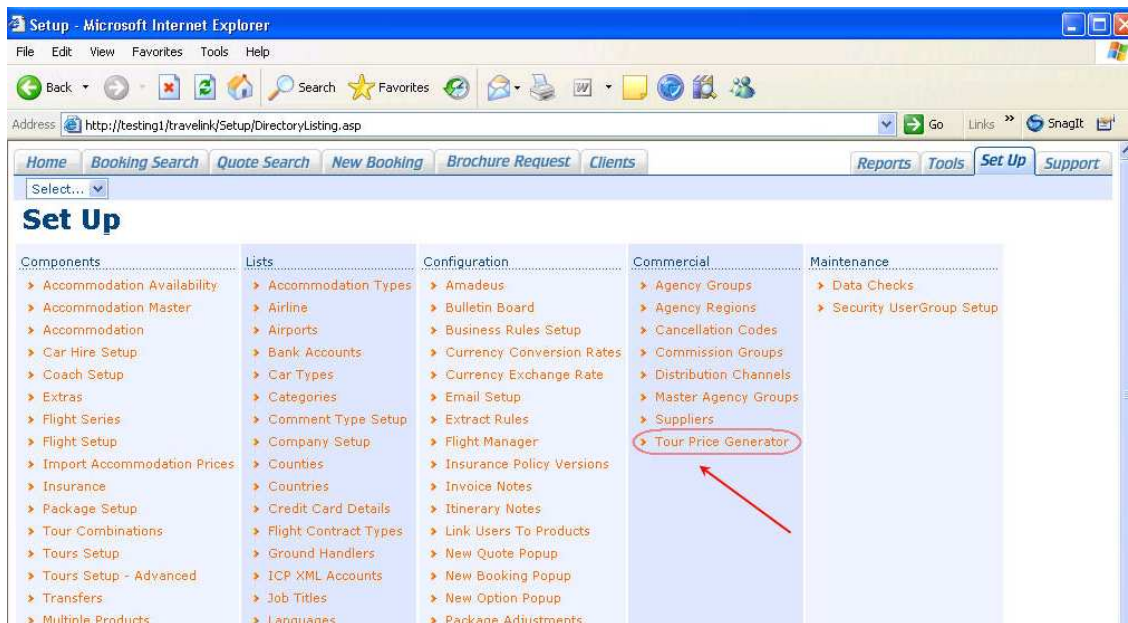 Setup - Microsoft Internet Explorer
File Edit View Favorites Tools Help
Back Search Favorites
Address http://testing1/travelink/Setup/DirectoryListing.asp Go Links » SnagIt
Home Booking Search Quote Search New Booking Brochure Request Clients Reports Tools Set Up Support
Select...
Set Up
Components
Accommodation Availability
Accommodation Master
Accommodation
Car Hire Setup
Coach Setup
Extras
Flight Series
Flight Setup
Import Accommodation Prices
Insurance
Package Setup
Tour Combinations
Tours Setup
Tours Setup - Advanced
Transfers
Multiple Products
Lists
Accommodation Types
Airline
Airports
Bank Accounts
Car Types
Categories
Comment Type Setup
Company Setup
Counties
Countries
Credit Card Details
Flight Contract Types
Ground Handlers
ICP XML Accounts
Job Titles
Languages
Configuration
Amadeus
Bulletin Board
Business Rules Setup
Currency Conversion Rates
Currency Exchange Rate
Email Setup
Extract Rules
Flight Manager
Insurance Policy Versions
Invoice Notes
Itinerary Notes
Link Users To Products
New Quote Popup
New Booking Popup
New Option Popup
Package Adjustments
Commercial
Agency Groups
Agency Regions
Cancellation Codes
Commission Groups
Distribution Channels
Master Agency Groups
Suppliers
Tour Price Generator
Maintenance
Data Checks
Security UserGroup Setup